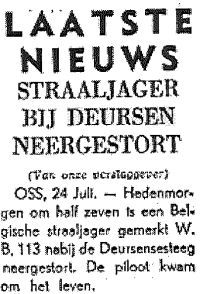 LAATSTE
NIEUWS
STRAALJAGER
BIJ DEURSEN
NEERGESTORT
(Van onze verslaggever)
OSS, 24 Juli. — Hedenmor-
gen om half zeven is een Bel-
gische straaljager gemerkt W.
B, 113 nabij de Deursensesteeg
neergestort. De piloot kwam
om het leven.